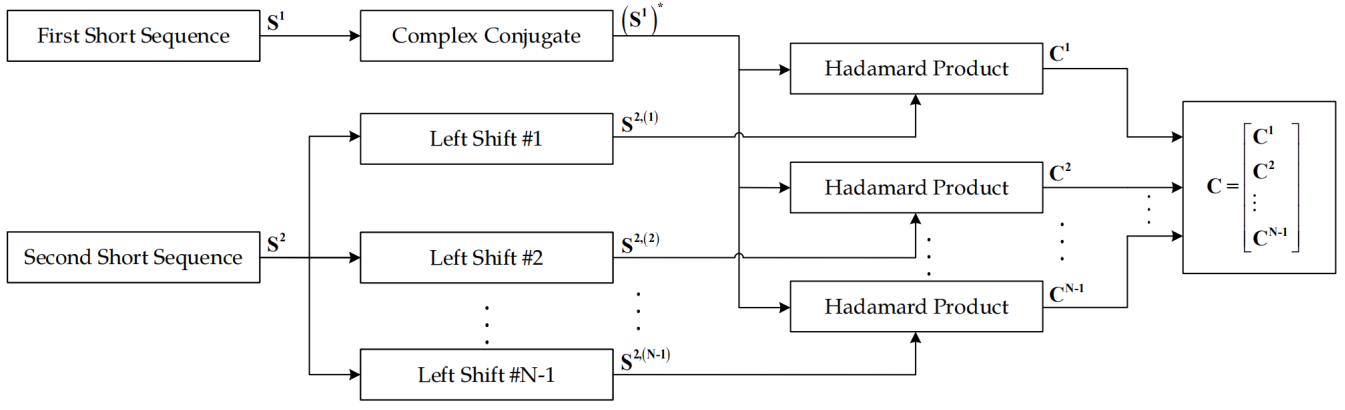 First Short Sequence
S¹
Complex Conjugate
(S¹)*
Hadamard Product
C¹
Left Shift #1
S²,⁽¹⁾
Hadamard Product
C²
Second Short Sequence
S²
Left Shift #2
S²,⁽²⁾
Hadamard Product
Cᴺ⁻¹
Left Shift #N-1
S²,⁽ᴺ⁻¹⁾
C = [
C¹
C²
⋮
Cᴺ⁻¹
]